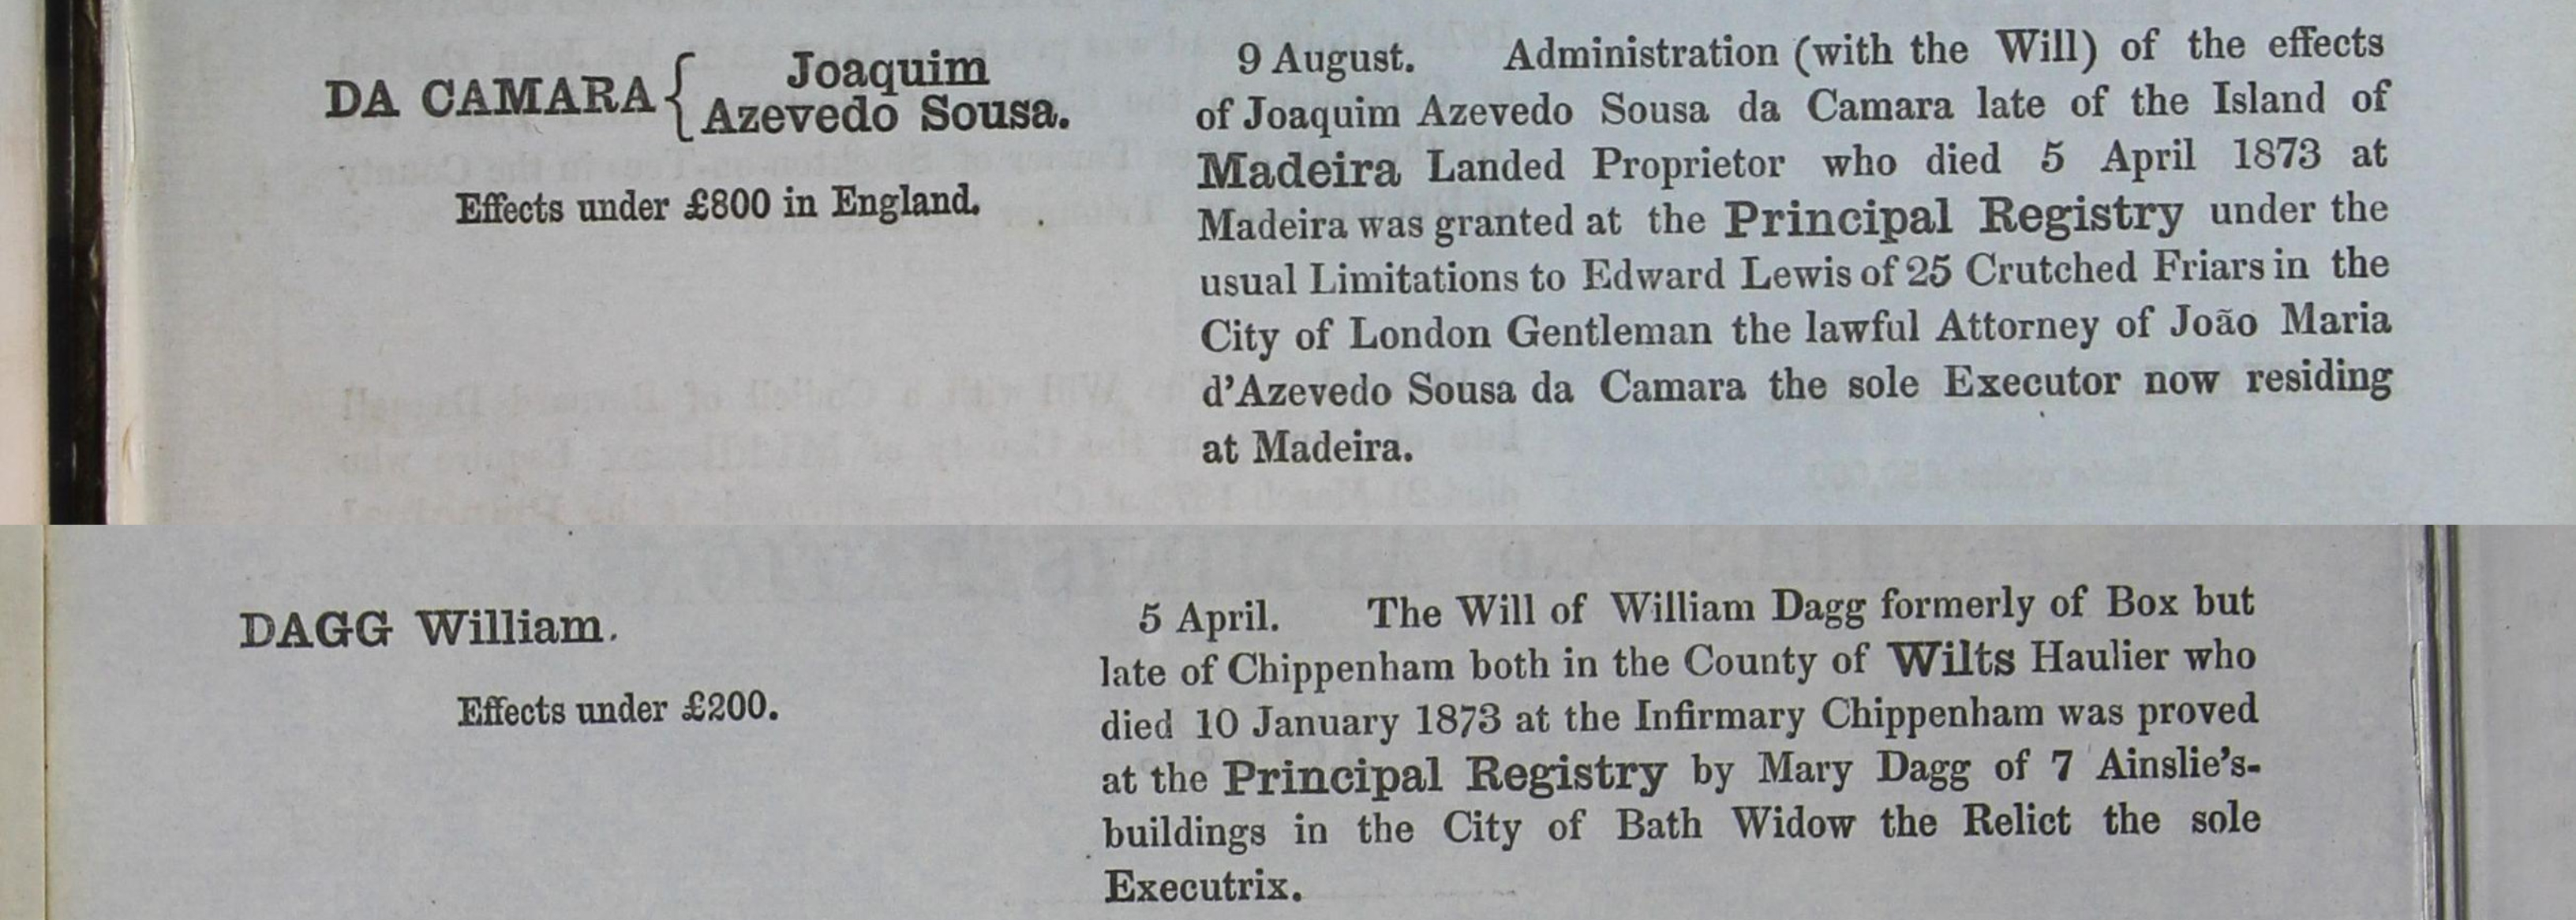 DA CAMARA { Joaquim
Azevedo Sousa.
Effects under £800 in England.
9 August. Administration (with the Will) of the effects
of Joaquim Azevedo Sousa da Camara late of the Island of
Madeira Landed Proprietor who died 5 April 1873 at
Madeira was granted at the Principal Registry under the
usual Limitations to Edward Lewis of 25 Crutched Friars in the
City of London Gentleman the lawful Attorney of João Maria
d'Azevedo Sousa da Camara the sole Executor now residing
at Madeira.
DAGG William.
Effects under £200.
5 April. The Will of William Dagg formerly of Box but
late of Chippenham both in the County of Wilts Haulier who
died 10 January 1873 at the Infirmary Chippenham was proved
at the Principal Registry by Mary Dagg of 7 Ainslie's-
buildings in the City of Bath Widow the Relict the sole
Executrix.